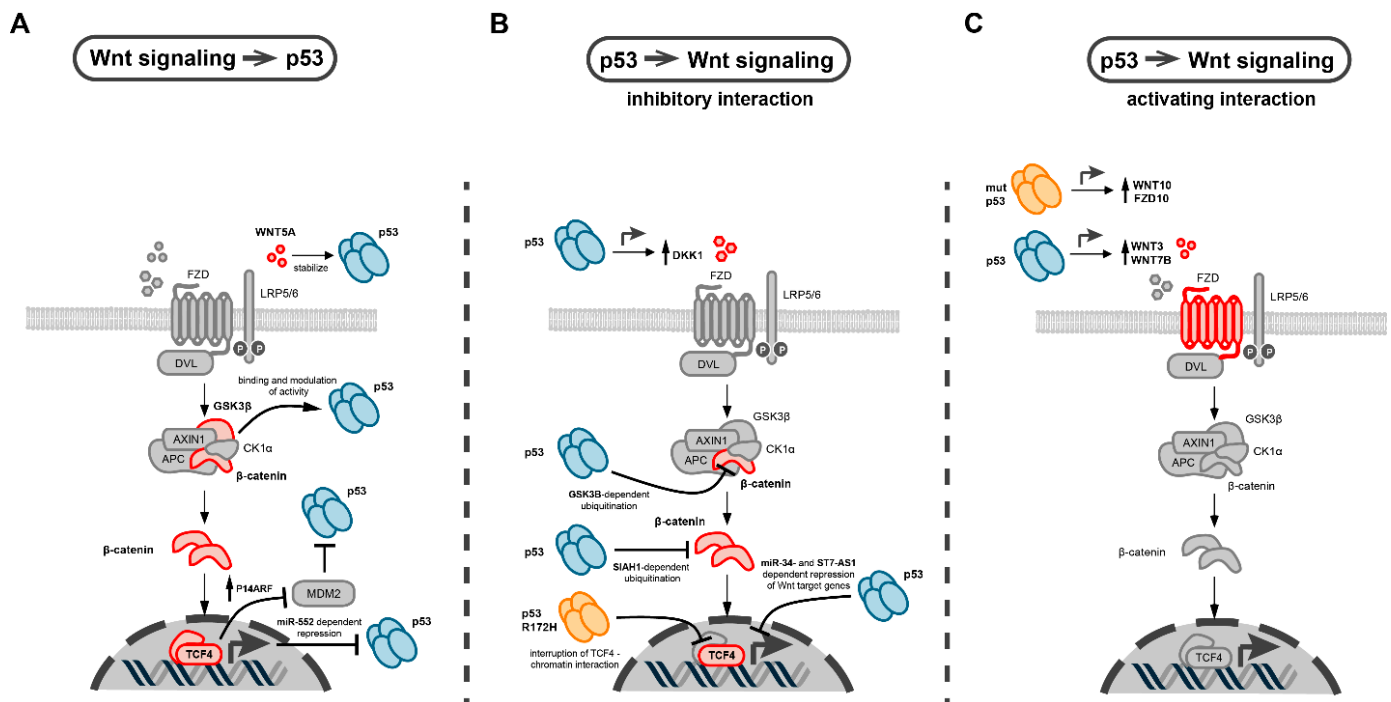 A
Wnt signaling → p53
WNT5A
stabilize
p53
FZD
LRP5/6
P P
DVL
binding and modulation
of activity
p53
GSK3β
AXIN1
CK1α
APC
β-catenin
p53
β-catenin
P14ARF
MDM2
miR-552 dependent
repression
p53
TCF4
B
p53 → Wnt signaling
inhibitory interaction
p53
DKK1
FZD
LRP5/6
P P
DVL
GSK3β
AXIN1
CK1α
APC
p53
β-catenin
GSK3B-dependent
ubiquitination
β-catenin
p53
SIAH1-dependent
ubiquitination
miR-34- and ST7-AS1
dependent repression
of Wnt target genes
p53
p53
R172H
interruption of TCF4 -
chromatin interaction
TCF4
C
p53 → Wnt signaling
activating interaction
mut
p53
WNT10
FZD10
p53
WNT3
WNT7B
FZD
LRP5/6
P P
DVL
GSK3β
AXIN1
CK1α
APC
β-catenin
β-catenin
TCF4